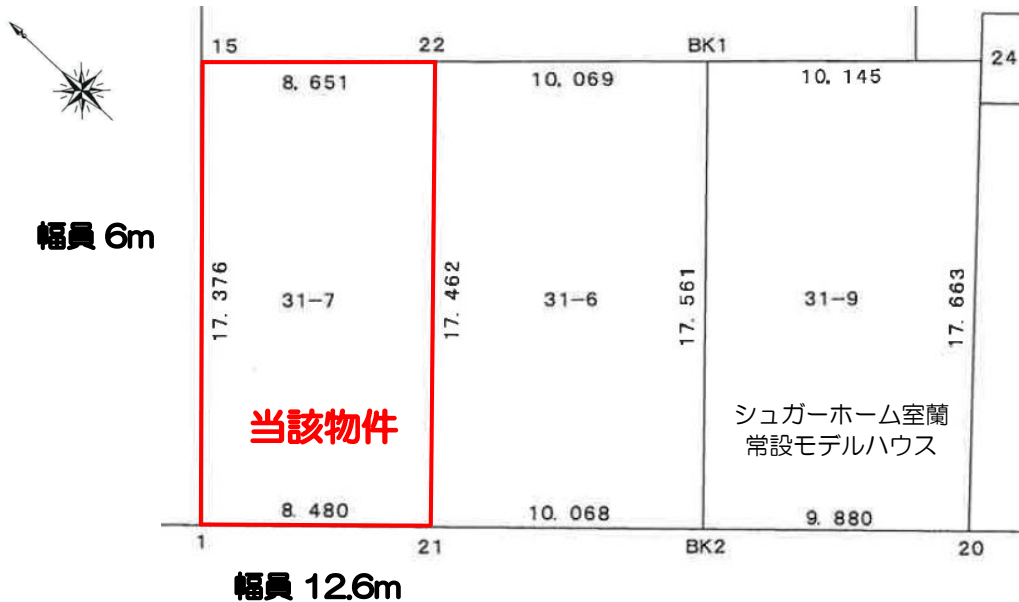 15
22
BK1
24
8. 651
10. 069
10. 145
幅員 6m
17. 376
31-7
17. 462
31-6
17. 561
31-9
17. 663
当該物件
シュガーホーム室蘭
常設モデルハウス
8. 480
10. 068
9. 880
1
21
BK2
20
幅員 12.6m